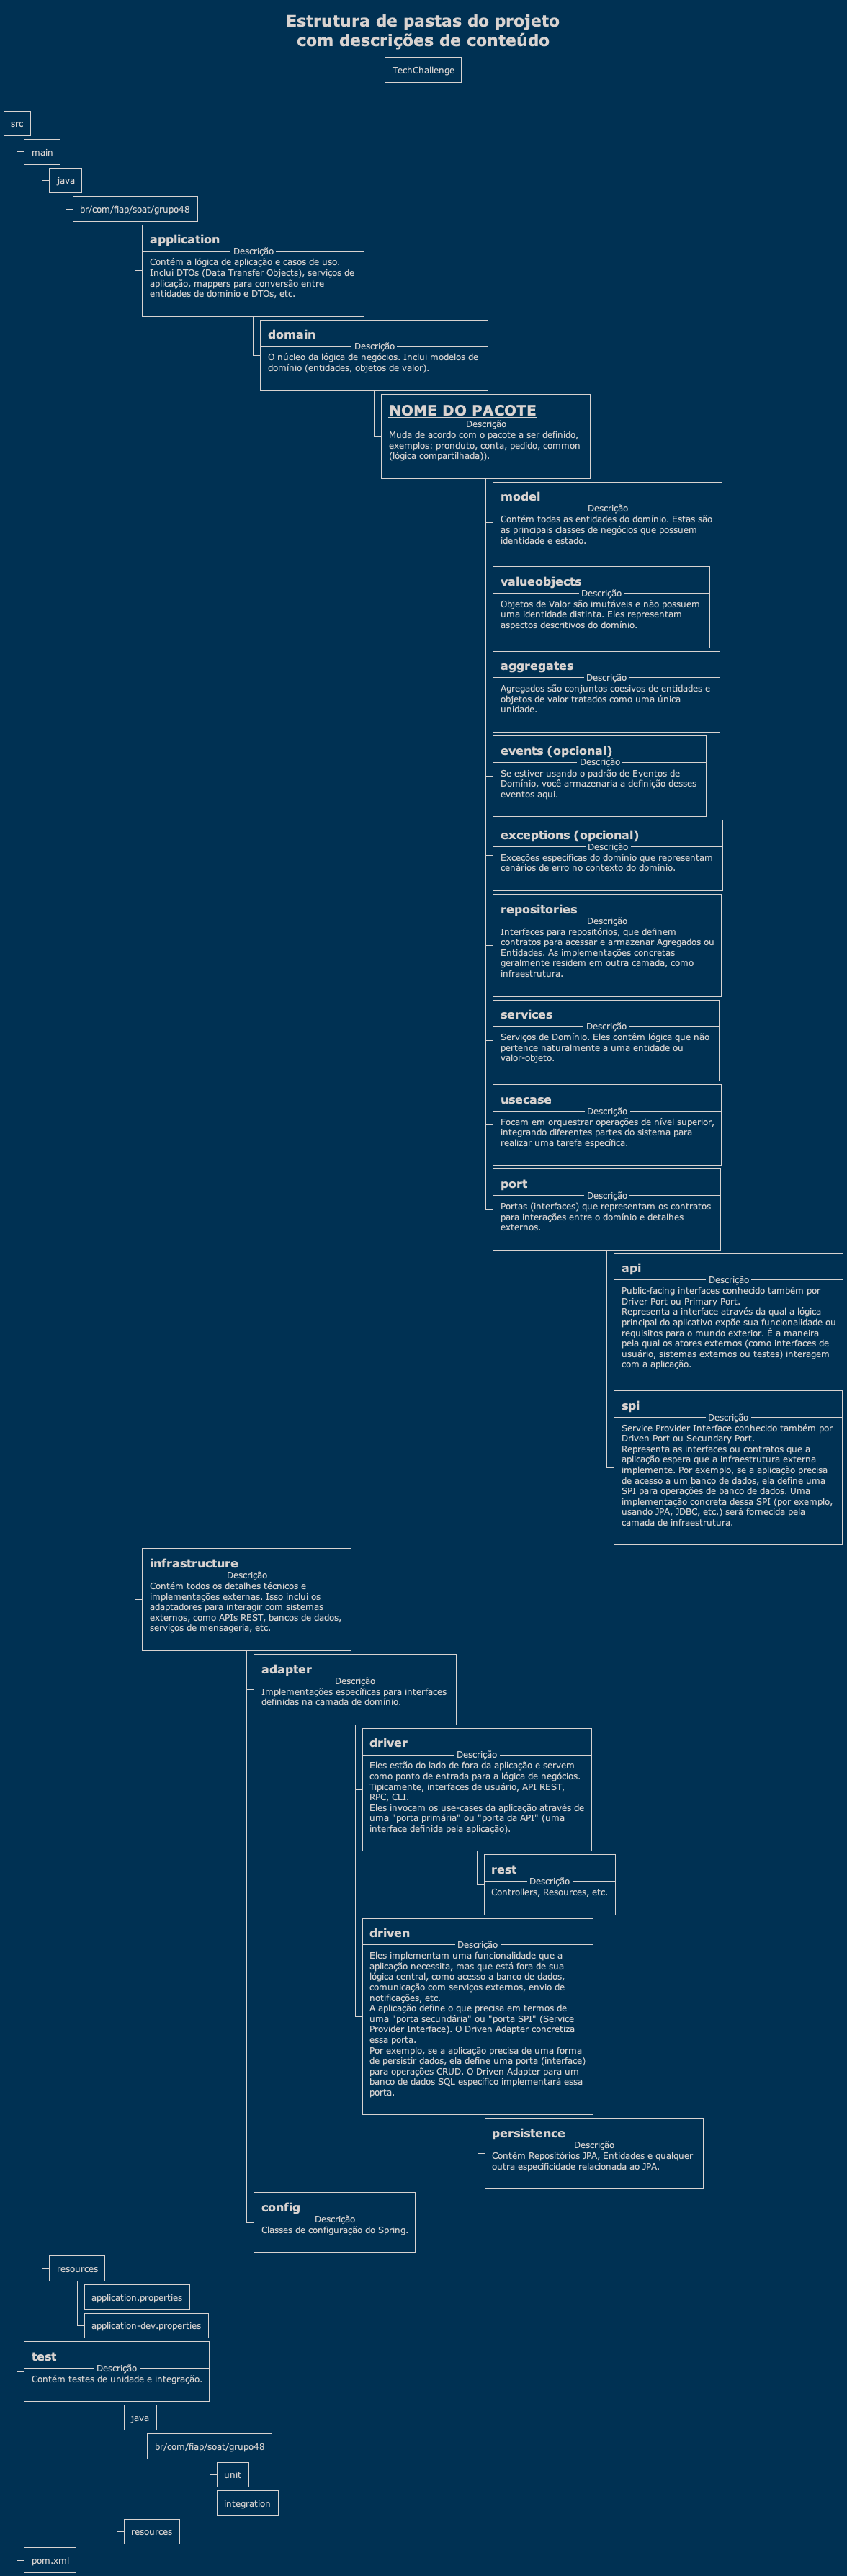 Estrutura de pastas do projeto
com descrições de conteúdo
TechChallenge
src
main
java
br/com/fiap/soat/grupo48
application
Descrição
Contém a lógica de aplicação e casos de uso.
Inclui DTOs (Data Transfer Objects), serviços de
aplicação, mappers para conversão entre
entidades de domínio e DTOs, etc.
domain
Descrição
O núcleo da lógica de negócios. Inclui modelos de
domínio (entidades, objetos de valor).
NOME DO PACOTE
Descrição
Muda de acordo com o pacote a ser definido,
exemplos: pronduto, conta, pedido, common
(lógica compartilhada)).
model
Descrição
Contém todas as entidades do domínio. Estas são
as principais classes de negócios que possuem
identidade e estado.
valueobjects
Descrição
Objetos de Valor são imutáveis e não possuem
uma identidade distinta. Eles representam
aspectos descritivos do domínio.
aggregates
Descrição
Agregados são conjuntos coesivos de entidades e
objetos de valor tratados como uma única
unidade.
events (opcional)
Descrição
Se estiver usando o padrão de Eventos de
Domínio, você armazenaria a definição desses
eventos aqui.
exceptions (opcional)
Descrição
Exceções específicas do domínio que representam
cenários de erro no contexto do domínio.
repositories
Descrição
Interfaces para repositórios, que definem
contratos para acessar e armazenar Agregados ou
Entidades. As implementações concretas
geralmente residem em outra camada, como
infraestrutura.
services
Descrição
Serviços de Domínio. Eles contêm lógica que não
pertence naturalmente a uma entidade ou
valor-objeto.
usecase
Descrição
Focam em orquestrar operações de nível superior,
integrando diferentes partes do sistema para
realizar uma tarefa específica.
port
Descrição
Portas (interfaces) que representam os contratos
para interações entre o domínio e detalhes
externos.
api
Descrição
Public-facing interfaces conhecido também por
Driver Port ou Primary Port.
Representa a interface através da qual a lógica
principal do aplicativo expõe sua funcionalidade ou
requisitos para o mundo exterior. É a maneira
pela qual os atores externos (como interfaces de
usuário, sistemas externos ou testes) interagem
com a aplicação.
spi
Descrição
Service Provider Interface conhecido também por
Driven Port ou Secundary Port.
Representa as interfaces ou contratos que a
aplicação espera que a infraestrutura externa
implemente. Por exemplo, se a aplicação precisa
de acesso a um banco de dados, ela define uma
SPI para operações de banco de dados. Uma
implementação concreta dessa SPI (por exemplo,
usando JPA, JDBC, etc.) será fornecida pela
camada de infraestrutura.
infrastructure
Descrição
Contém todos os detalhes técnicos e
implementações externas. Isso inclui os
adaptadores para interagir com sistemas
externos, como APIs REST, bancos de dados,
serviços de mensageria, etc.
adapter
Descrição
Implementações específicas para interfaces
definidas na camada de domínio.
driver
Descrição
Eles estão do lado de fora da aplicação e servem
como ponto de entrada para a lógica de negócios.
Tipicamente, interfaces de usuário, API REST,
RPC, CLI.
Eles invocam os use-cases da aplicação através de
uma "porta primária" ou "porta da API" (uma
interface definida pela aplicação).
rest
Descrição
Controllers, Resources, etc.
driven
Descrição
Eles implementam uma funcionalidade que a
aplicação necessita, mas que está fora de sua
lógica central, como acesso a banco de dados,
comunicação com serviços externos, envio de
notificações, etc.
A aplicação define o que precisa em termos de
uma "porta secundária" ou "porta SPI" (Service
Provider Interface). O Driven Adapter concretiza
essa porta.
Por exemplo, se a aplicação precisa de uma forma
de persistir dados, ela define uma porta (interface)
para operações CRUD. O Driven Adapter para um
banco de dados SQL específico implementará essa
porta.
persistence
Descrição
Contém Repositórios JPA, Entidades e qualquer
outra especificidade relacionada ao JPA.
config
Descrição
Classes de configuração do Spring.
resources
application.properties
application-dev.properties
test
Descrição
Contém testes de unidade e integração.
java
br/com/fiap/soat/grupo48
unit
integration
resources
pom.xml